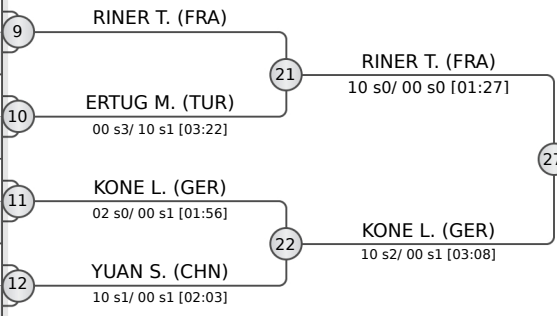 RINER T. (FRA)
9
21
RINER T. (FRA)
10 s0/ 00 s0 [01:27]
ERTUG M. (TUR)
10
00 s3/ 10 s1 [03:22]
27
KONE L. (GER)
11
02 s0/ 00 s1 [01:56]
22
KONE L. (GER)
10 s2/ 00 s1 [03:08]
YUAN S. (CHN)
12
10 s1/ 00 s1 [02:03]